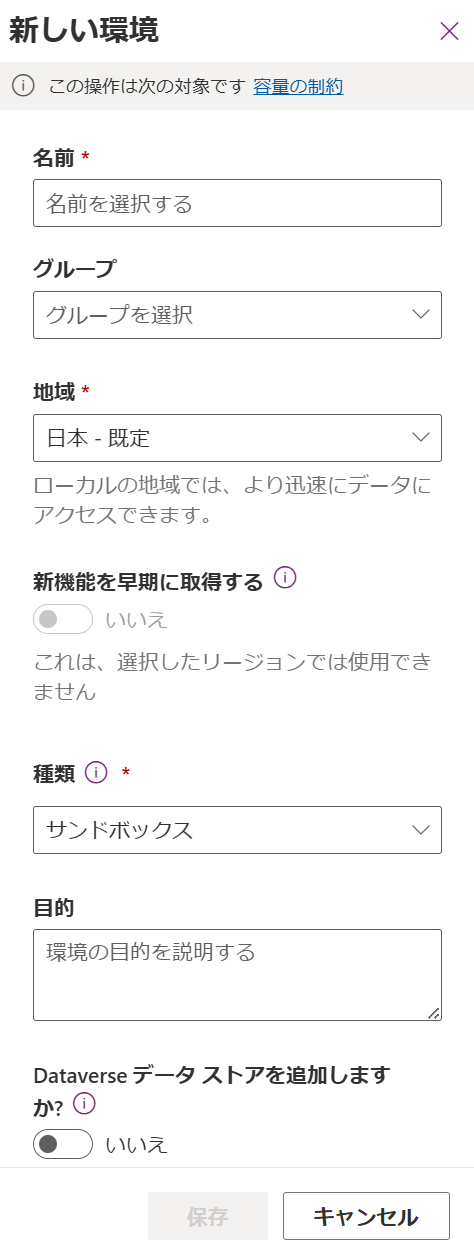 新しい環境
この操作は次の対象です 容量の制約
名前 *
名前を選択する
グループ
グループを選択
地域 *
日本 - 既定
ローカルの地域では、より迅速にデータに
アクセスできます。
新機能を早期に取得する
いいえ
これは、選択したリージョンでは使用でき
ません
種類 *
サンドボックス
目的
環境の目的を説明する
Dataverse データ ストアを追加します
か?
いいえ
保存
キャンセル